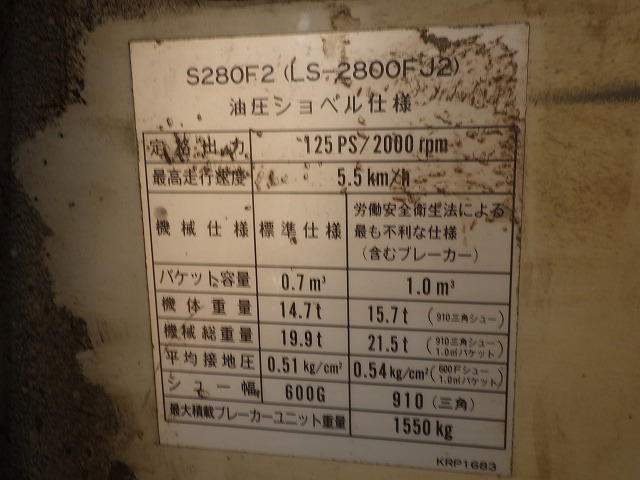 S280F2 (LS-2800FJ2)
油圧ショベル仕様
定格出力 125 PS/2000 rpm
最高走行速度 5.5 km/h
機械仕様 標準仕様 労働安全衛生法による
最も不利な仕様
(含むブレーカー)
バケット容量 0.7 m³ 1.0 m³
機体重量 14.7 t 15.7 t (910三角シュー)
機械総重量 19.9 t 21.5 t (910三角シュー
1.0㎥バケット)
平均接地圧 0.51 kg/cm² 0.54 kg/cm² (600Fシュー
1.0㎥バケット)
シュー幅 600G 910 (三角)
最大積載ブレーカーユニット重量 1550 kg
KRP1683